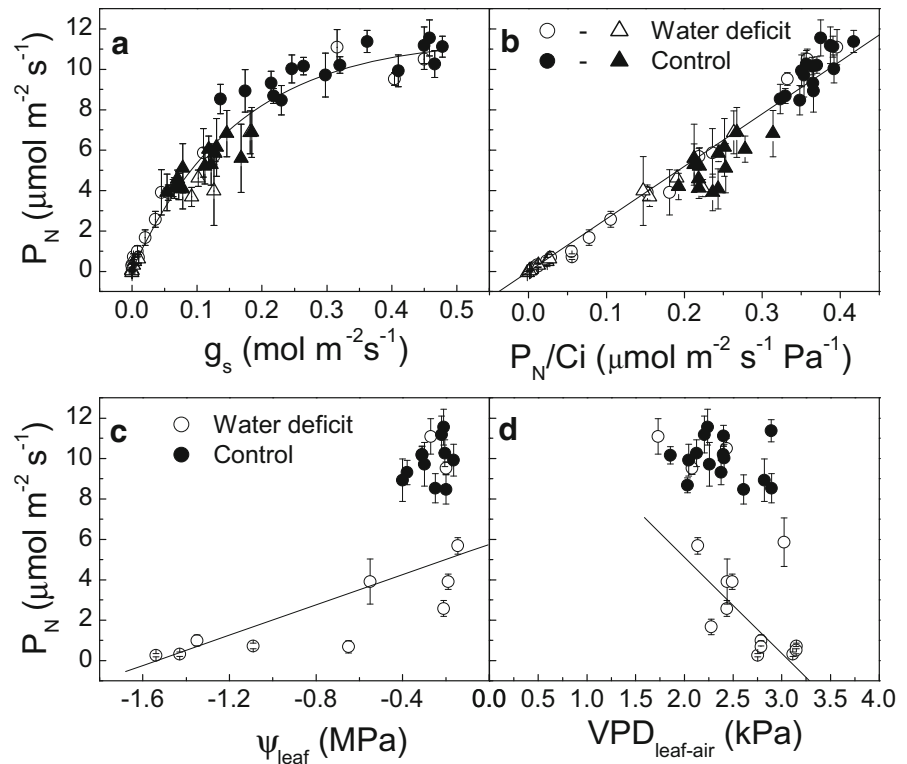 a
12
10
8
6
4
2
0
P_N (μmol m⁻² s⁻¹)
0.0 0.1 0.2 0.3 0.4 0.5
g_s (mol m⁻²s⁻¹)
b
○ - △ Water deficit
● - ▲ Control
0.0 0.1 0.2 0.3 0.4
P_N/Ci (μmol m⁻² s⁻¹ Pa⁻¹)
c
○ Water deficit
● Control
12
10
8
6
4
2
0
P_N (μmol m⁻² s⁻¹)
-1.6 -1.2 -0.8 -0.4 0.0
ψ_leaf (MPa)
d
0.5 1.0 1.5 2.0 2.5 3.0 3.5 4.0
VPD_leaf-air (kPa)